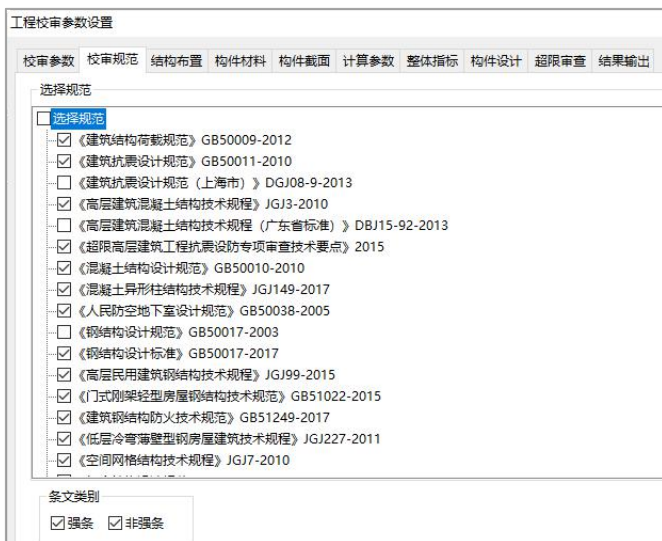 工程校审参数设置
校审参数 校审规范 结构布置 构件材料 构件截面 计算参数 整体指标 构件设计 超限审查 结果输出
选择规范
选择规范
《建筑结构荷载规范》GB50009-2012
《建筑抗震设计规范》GB50011-2010
《建筑抗震设计规范（上海市）》DGJ08-9-2013
《高层建筑混凝土结构技术规程》JGJ3-2010
《高层建筑混凝土结构技术规程（广东省标准）》DBJ15-92-2013
《超限高层建筑工程抗震设防专项审查技术要点》2015
《混凝土结构设计规范》GB50010-2010
《混凝土异形柱结构技术规程》JGJ149-2017
《人民防空地下室设计规范》GB50038-2005
《钢结构设计规范》GB50017-2003
《钢结构设计标准》GB50017-2017
《高层民用建筑钢结构技术规程》JGJ99-2015
《门式刚架轻型房屋钢结构技术规范》GB51022-2015
《建筑钢结构防火技术规范》GB51249-2017
《低层冷弯薄壁型钢房屋建筑技术规程》JGJ227-2011
《空间网格结构技术规程》JGJ7-2010
条文类别
强条 非强条